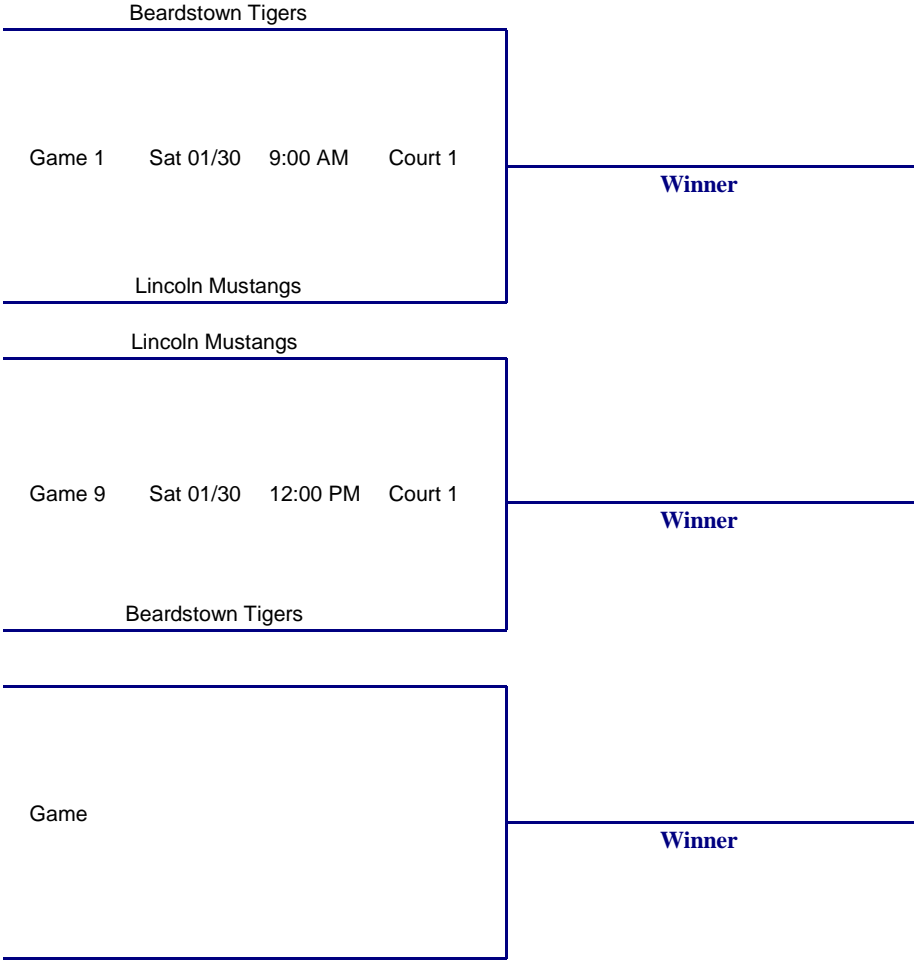 Beardstown Tigers
Game 1 Sat 01/30 9:00 AM Court 1
Winner
Lincoln Mustangs
Lincoln Mustangs
Game 9 Sat 01/30 12:00 PM Court 1
Winner
Beardstown Tigers
Game
Winner